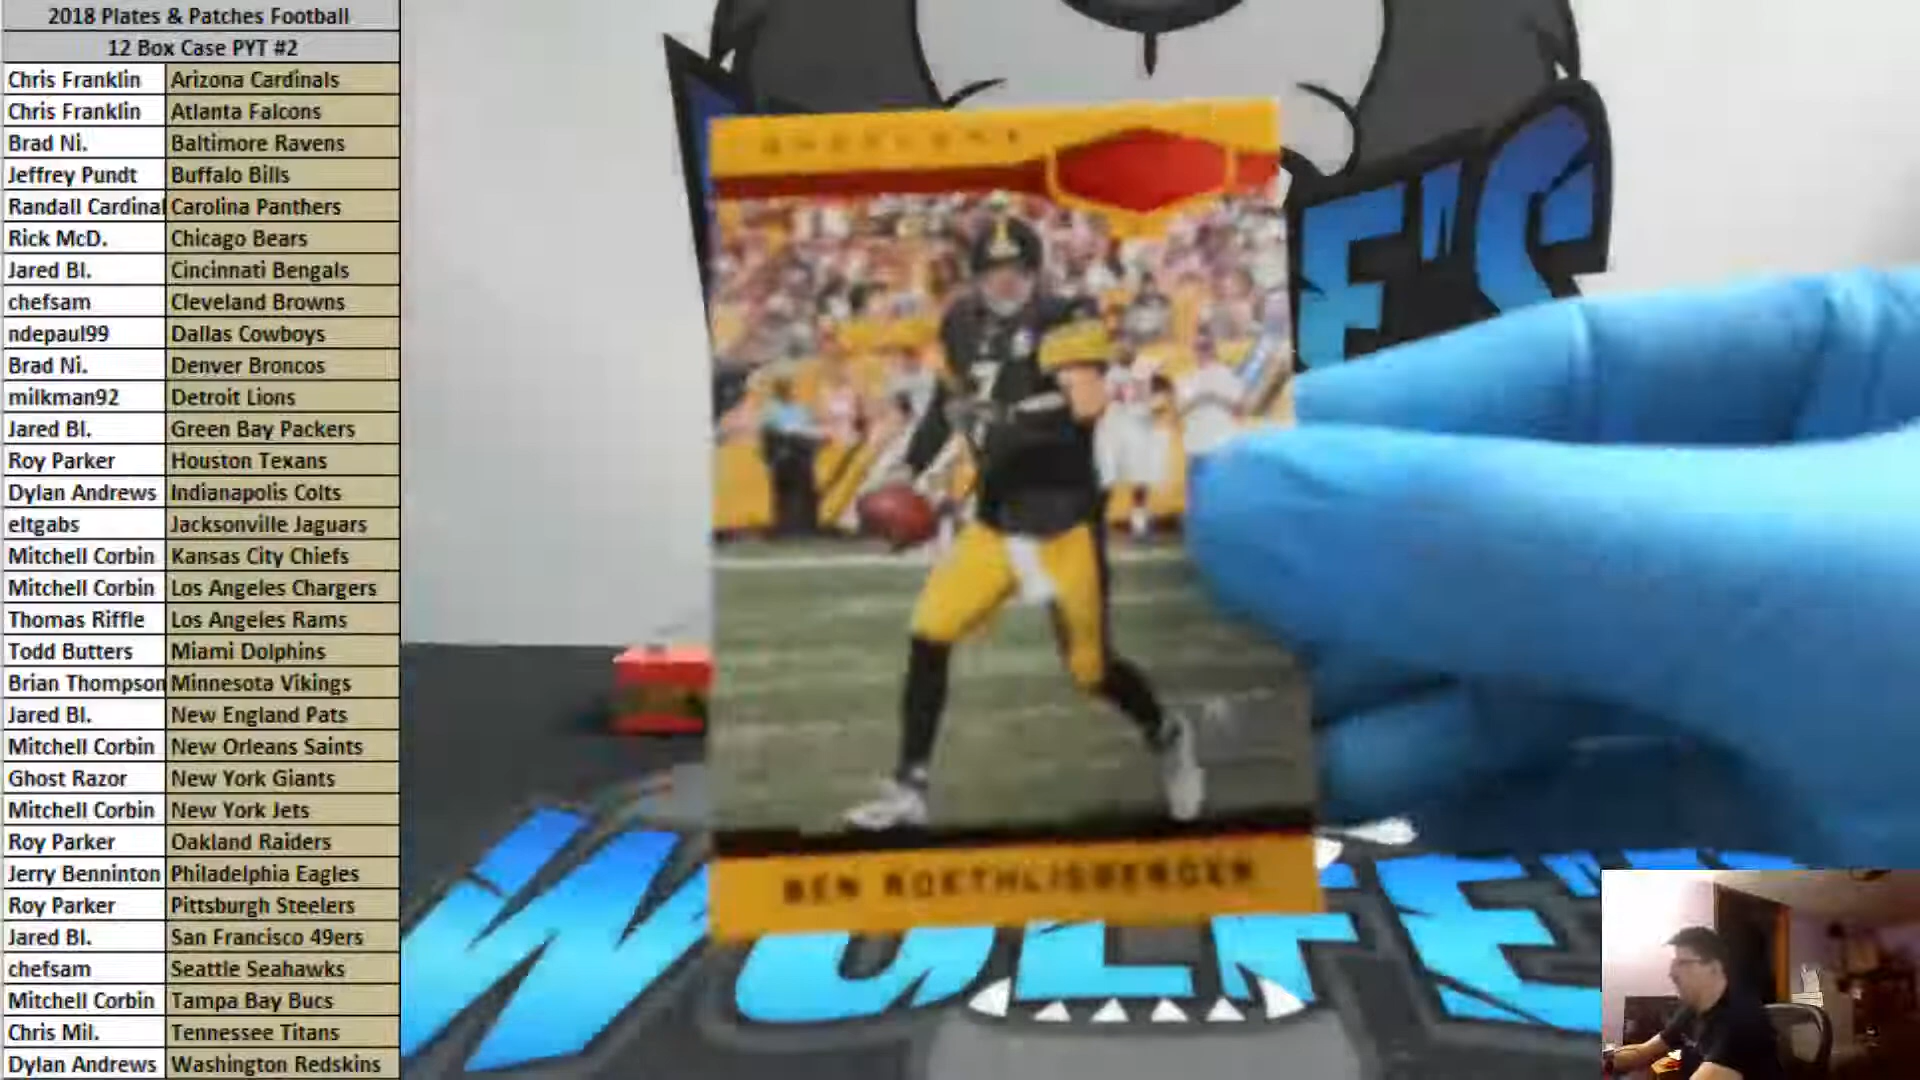 2018 Plates & Patches Football
12 Box Case PYT #2
Chris Franklin Arizona Cardinals
Chris Franklin Atlanta Falcons
Brad Ni. Baltimore Ravens
Jeffrey Pundt Buffalo Bills
Randall Cardinal Carolina Panthers
Rick McD. Chicago Bears
Jared Bl. Cincinnati Bengals
chefsam Cleveland Browns
ndepaul99 Dallas Cowboys
Brad Ni. Denver Broncos
milkman92 Detroit Lions
Jared Bl. Green Bay Packers
Roy Parker Houston Texans
Dylan Andrews Indianapolis Colts
eltgabs Jacksonville Jaguars
Mitchell Corbin Kansas City Chiefs
Mitchell Corbin Los Angeles Chargers
Thomas Riffle Los Angeles Rams
Todd Butters Miami Dolphins
Brian Thompson Minnesota Vikings
Jared Bl. New England Pats
Mitchell Corbin New Orleans Saints
Ghost Razor New York Giants
Mitchell Corbin New York Jets
Roy Parker Oakland Raiders
Jerry Benninton Philadelphia Eagles
Roy Parker Pittsburgh Steelers
Jared Bl. San Francisco 49ers
chefsam Seattle Seahawks
Mitchell Corbin Tampa Bay Bucs
Chris Mil. Tennessee Titans
Dylan Andrews Washington Redskins
E'S
7
BEN ROETHLISBERGER
WOLFE'